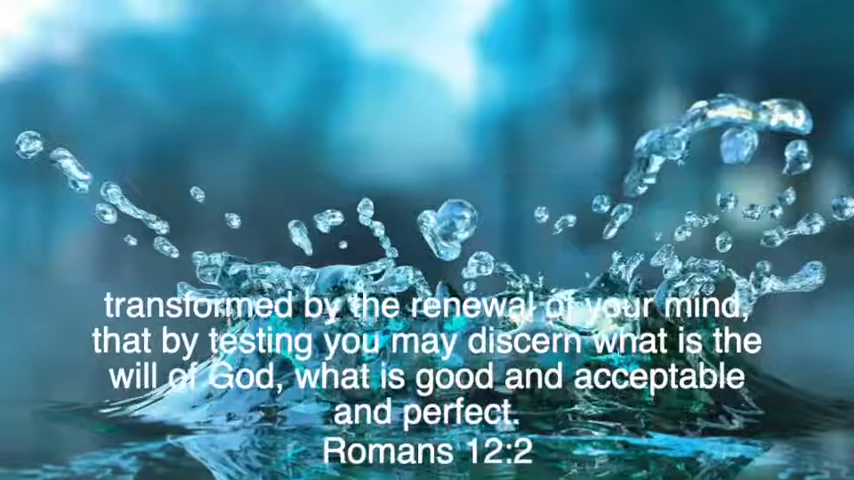 transformed by the renewal of your mind,
that by testing you may discern what is the
will of God, what is good and acceptable
and perfect.
Romans 12:2